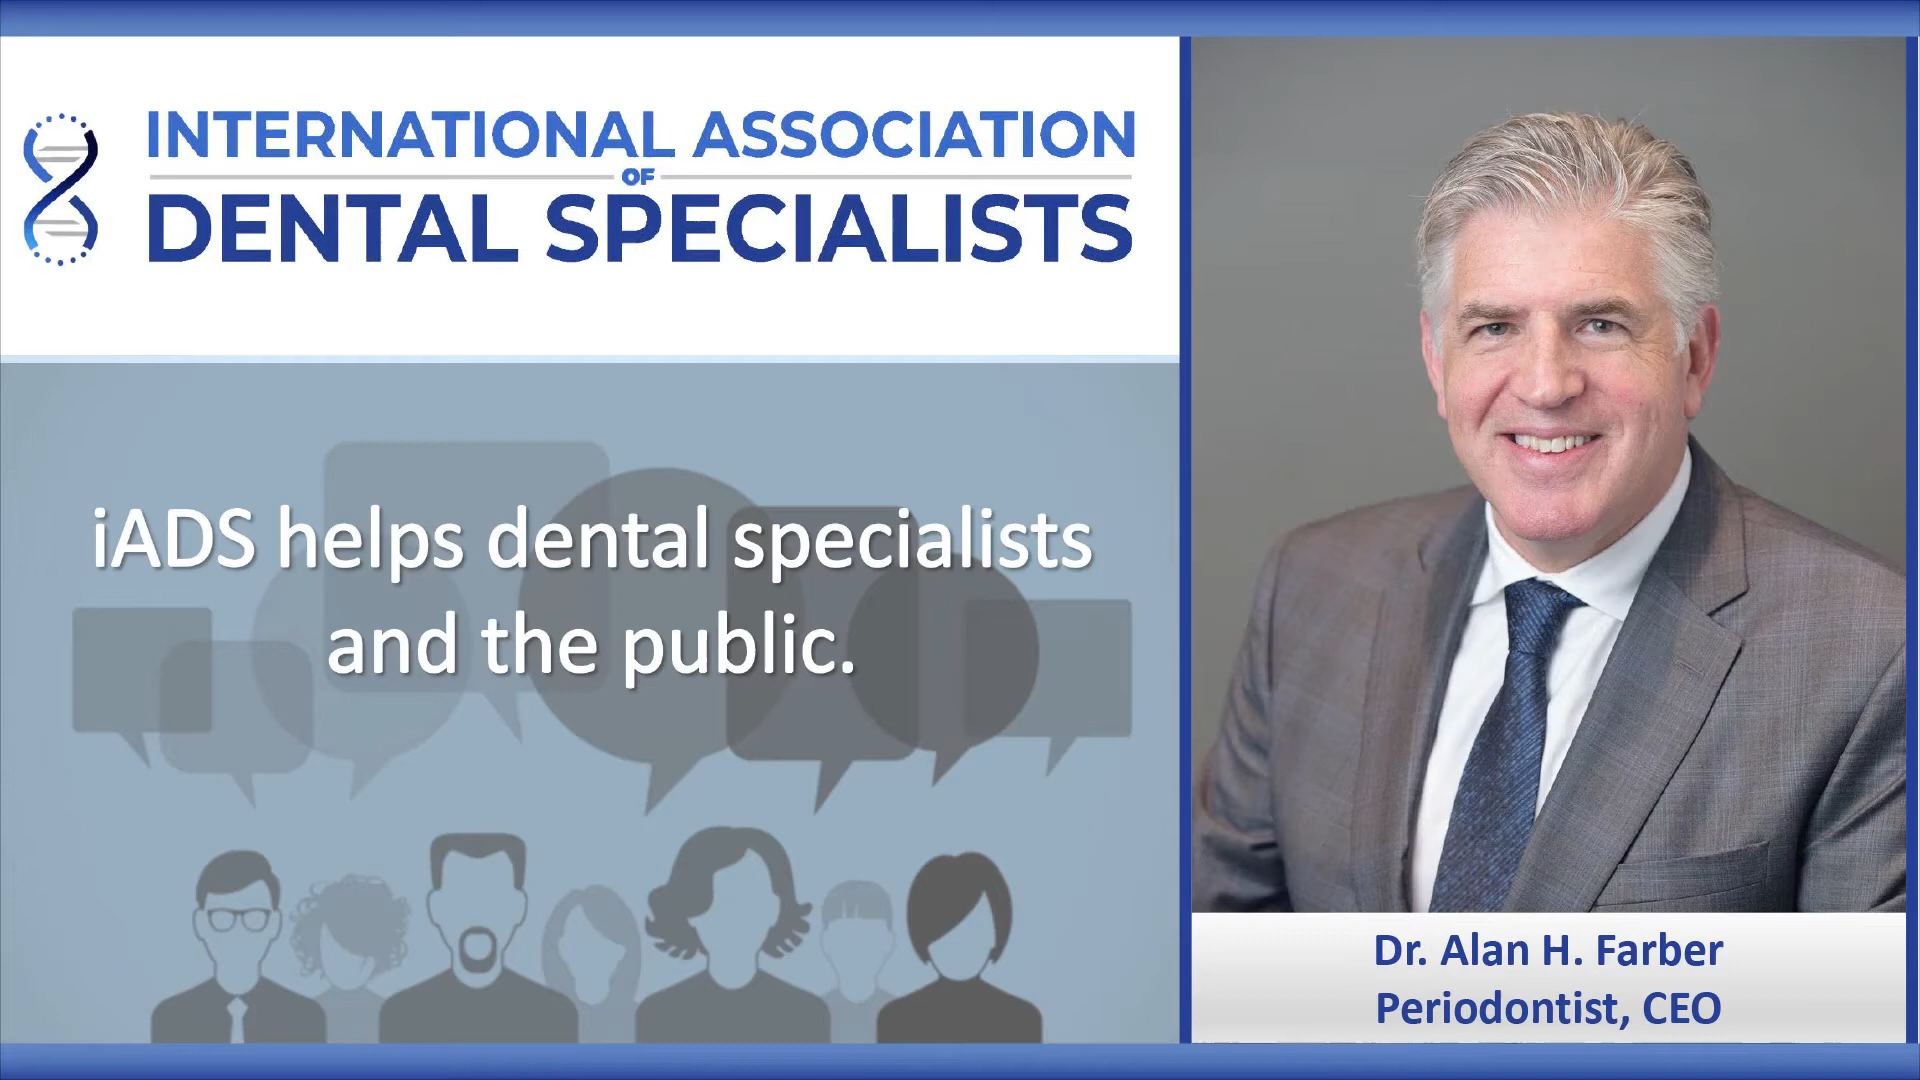 INTERNATIONAL ASSOCIATION
OF
DENTAL SPECIALISTS
iADS helps dental specialists
and the public.
Dr. Alan H. Farber
Periodontist, CEO